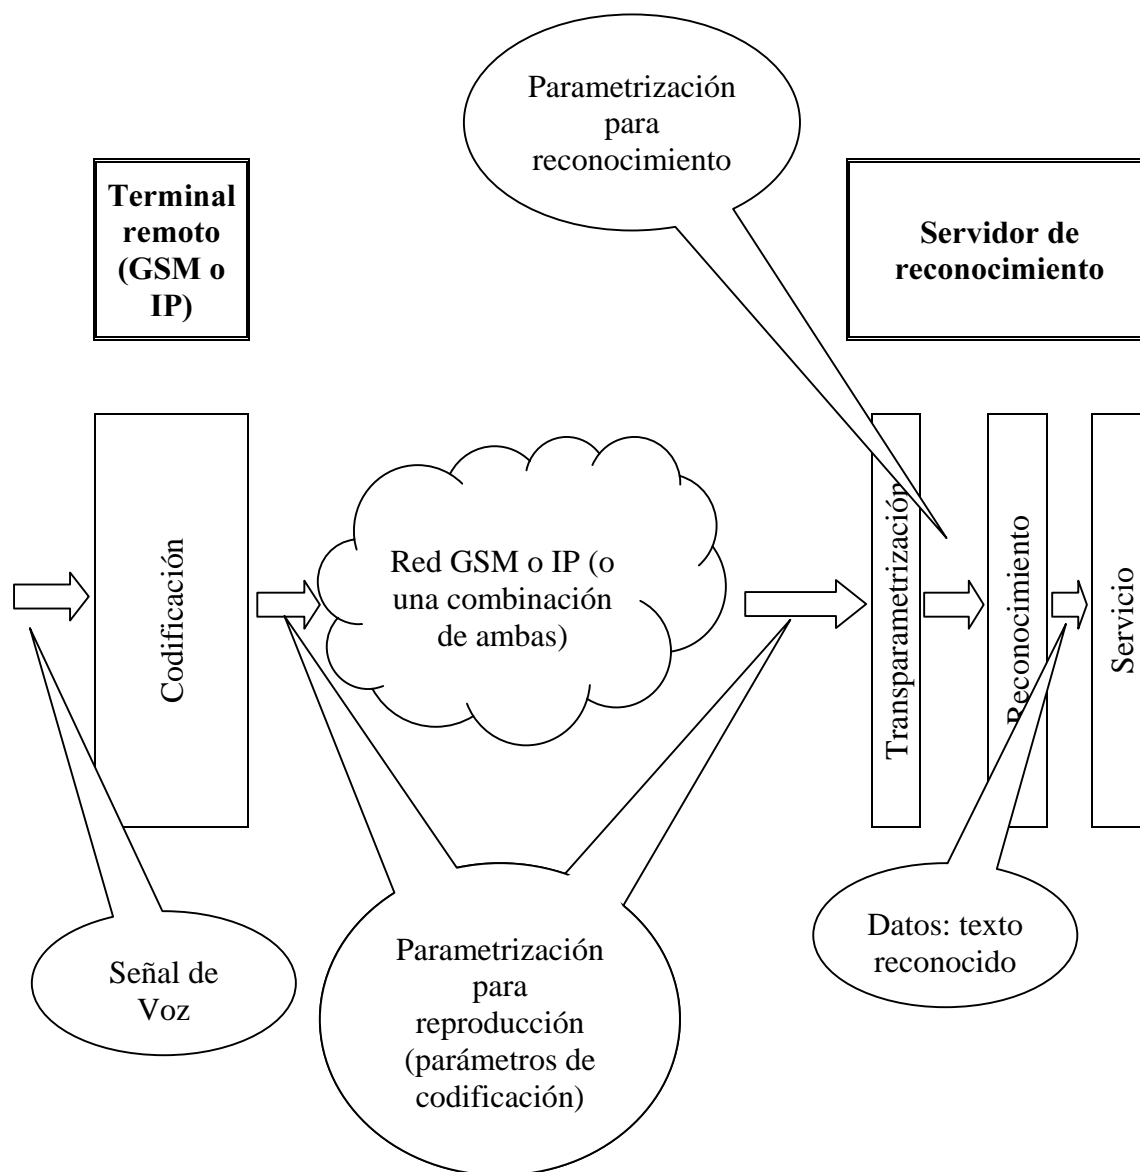 Parametrización
para
reconocimiento
Terminal
remoto
(GSM o
IP)
Servidor de
reconocimiento
Codificación
Red GSM o IP (o
una combinación
de ambas)
Transparametrización
Reconocimiento
Servicio
Señal de
Voz
Parametrización
para
reproducción
(parámetros de
codificación)
Datos: texto
reconocido